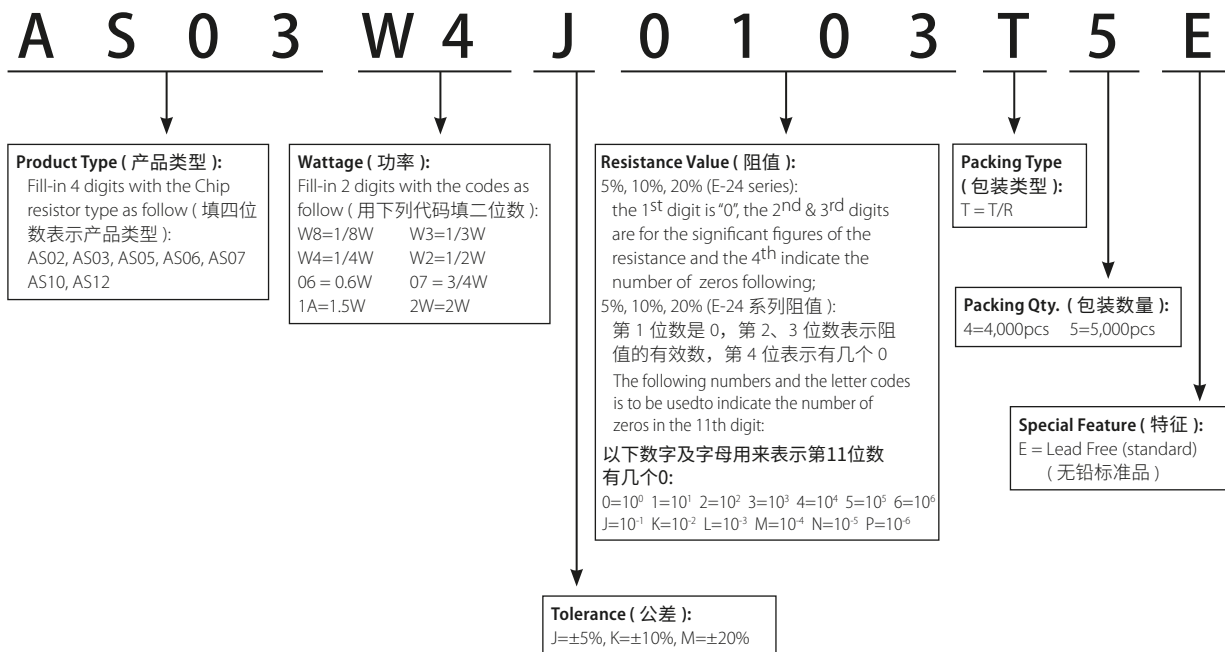 A S 0 3 W 4 J 0 1 0 3 T 5 E
Product Type ( 产品类型 ):
Fill-in 4 digits with the Chip
resistor type as follow ( 填四位
数表示产品类型 ):
AS02, AS03, AS05, AS06, AS07
AS10, AS12
Wattage ( 功率 ):
Fill-in 2 digits with the codes as
follow ( 用下列代码填二位数 ):
W8=1/8W W3=1/3W
W4=1/4W W2=1/2W
06 = 0.6W 07 = 3/4W
1A=1.5W 2W=2W
Resistance Value ( 阻值 ):
5%, 10%, 20% (E-24 series):
the 1st digit is “0”, the 2nd & 3rd digits
are for the significant figures of the
resistance and the 4th indicate the
number of zeros following;
5%, 10%, 20% (E-24 系列阻值 ):
第 1 位数是 0，第 2、3 位数表示阻
值的有效数，第 4 位表示有几个 0
The following numbers and the letter codes
is to be usedto indicate the number of
zeros in the 11th digit:
以下数字及字母用来表示第11位数
有几个0:
0=10⁰ 1=10¹ 2=10² 3=10³ 4=10⁴ 5=10⁵ 6=10⁶
J=10⁻¹ K=10⁻² L=10⁻³ M=10⁻⁴ N=10⁻⁵ P=10⁻⁶
Packing Type
( 包装类型 ):
T = T/R
Packing Qty. ( 包装数量 ):
4=4,000pcs 5=5,000pcs
Special Feature ( 特征 ):
E = Lead Free (standard)
( 无铅标准品 )
Tolerance ( 公差 ):
J=±5%, K=±10%, M=±20%